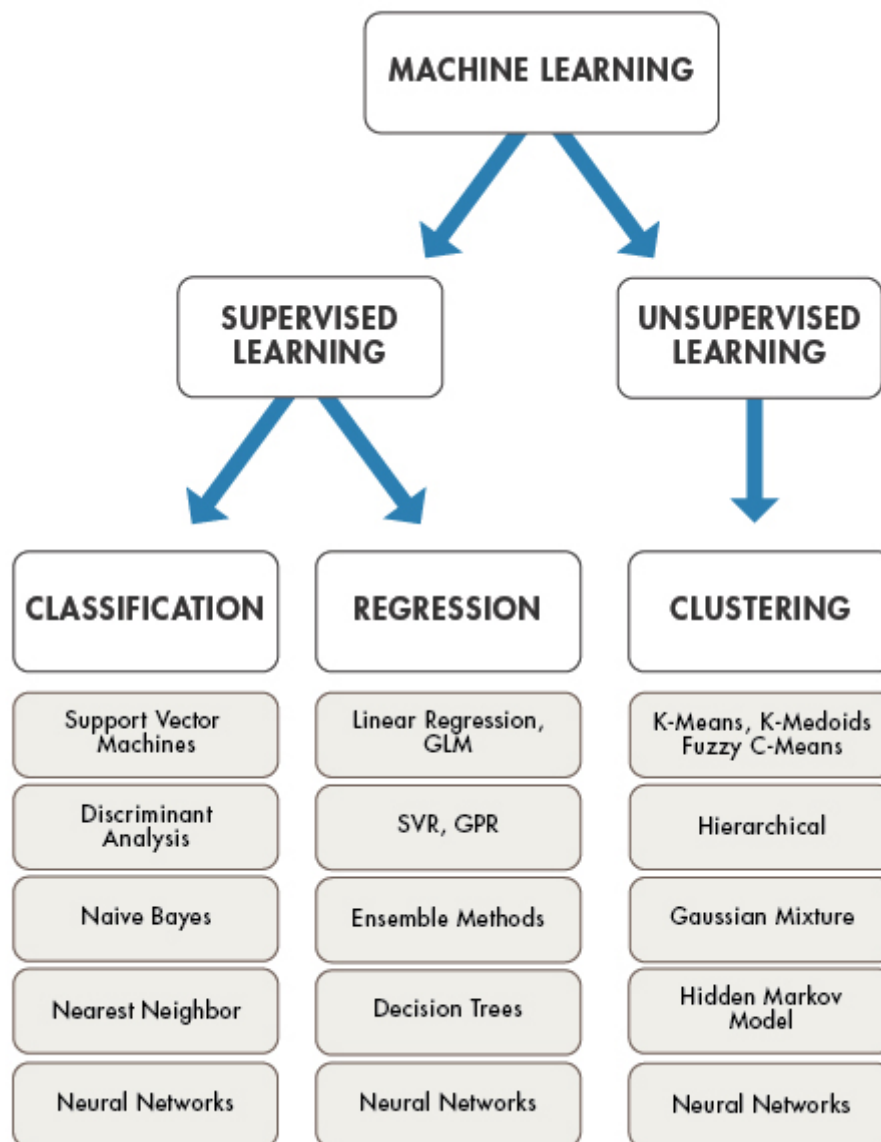 MACHINE LEARNING
SUPERVISED
LEARNING
UNSUPERVISED
LEARNING
CLASSIFICATION
REGRESSION
CLUSTERING
Support Vector
Machines
Linear Regression,
GLM
K-Means, K-Medoids
Fuzzy C-Means
Discriminant
Analysis
SVR, GPR
Hierarchical
Naive Bayes
Ensemble Methods
Gaussian Mixture
Nearest Neighbor
Decision Trees
Hidden Markov
Model
Neural Networks
Neural Networks
Neural Networks